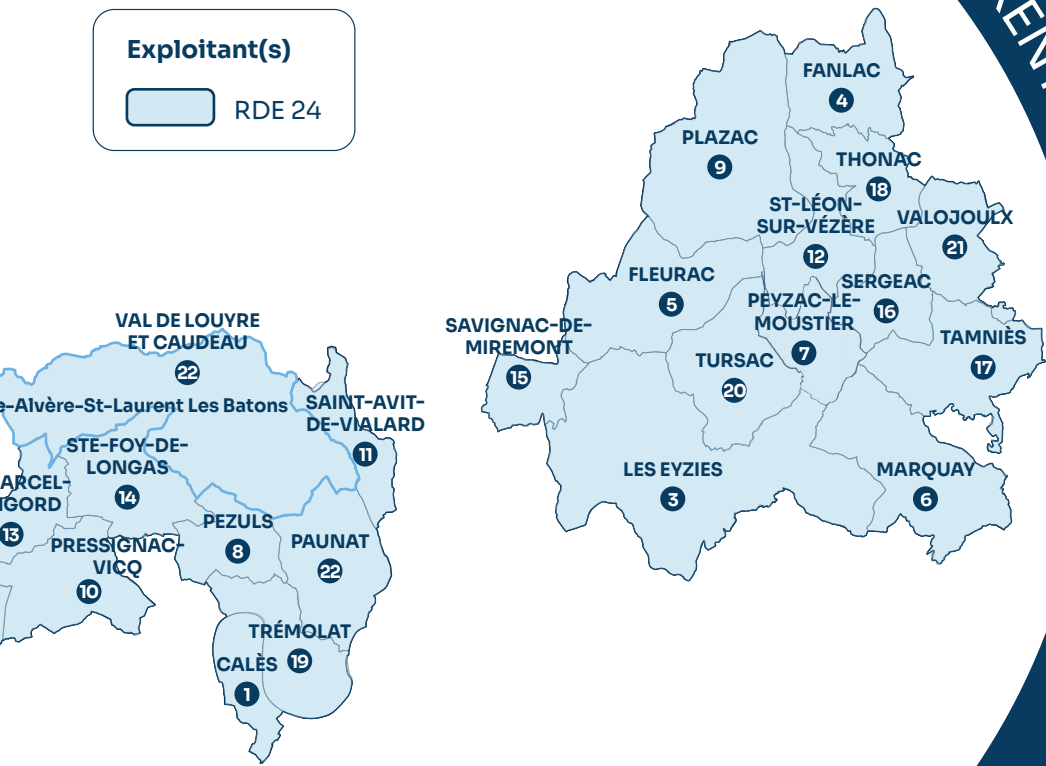 Exploitant(s)
RDE 24
FANLAC
4
PLAZAC
9
THONAC
18
ST-LÉON-
SUR-VÉZÈRE
12
VALOJOULX
21
FLEURAC
5
SERGEAC
16
PEYZAC-LE-
MOUSTIER
7
SAVIGNAC-DE-
MIREMONT
15
TAMNIÈS
17
TURSAC
20
LES EYZIES
3
MARQUAY
6
VAL DE LOUYRE
ET CAUDEAU
22
e-Alvère-St-Laurent Les Batons
SAINT-AVIT-
DE-VIALARD
11
STE-FOY-DE-
LONGAS
14
ARCEL-
IGORD
13
PEZULS
8
PRESSIGNAC-
VICQ
10
PAUNAT
22
TRÉMOLAT
19
CALÈS
1